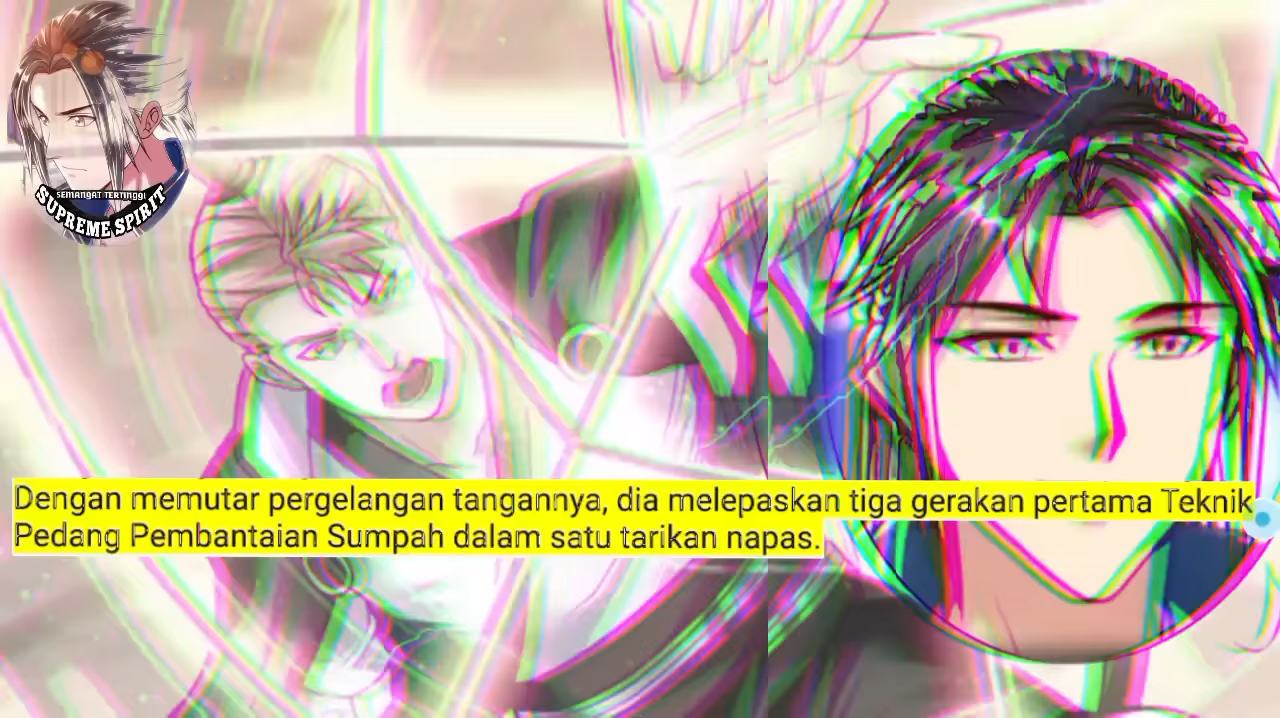 SEMANGAT TERTINGGI
SUPREME SPIRIT
Dengan memutar pergelangan tangannya, dia melepaskan tiga gerakan pertama Teknik
Pedang Pembantaian Sumpah dalam satu tarikan napas.